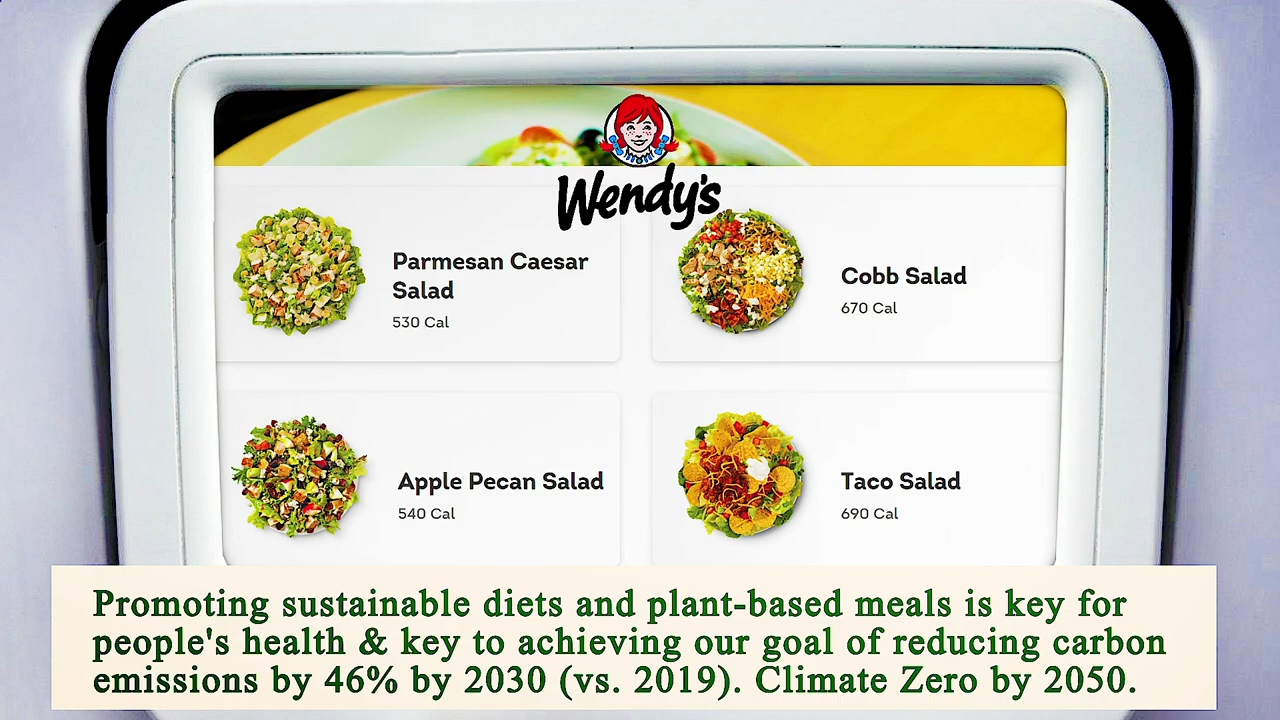 Wendy's
Parmesan Caesar
Salad
530 Cal
Cobb Salad
670 Cal
Apple Pecan Salad
540 Cal
Taco Salad
690 Cal
Promoting sustainable diets and plant-based meals is key for
people's health & key to achieving our goal of reducing carbon
emissions by 46% by 2030 (vs. 2019). Climate Zero by 2050.